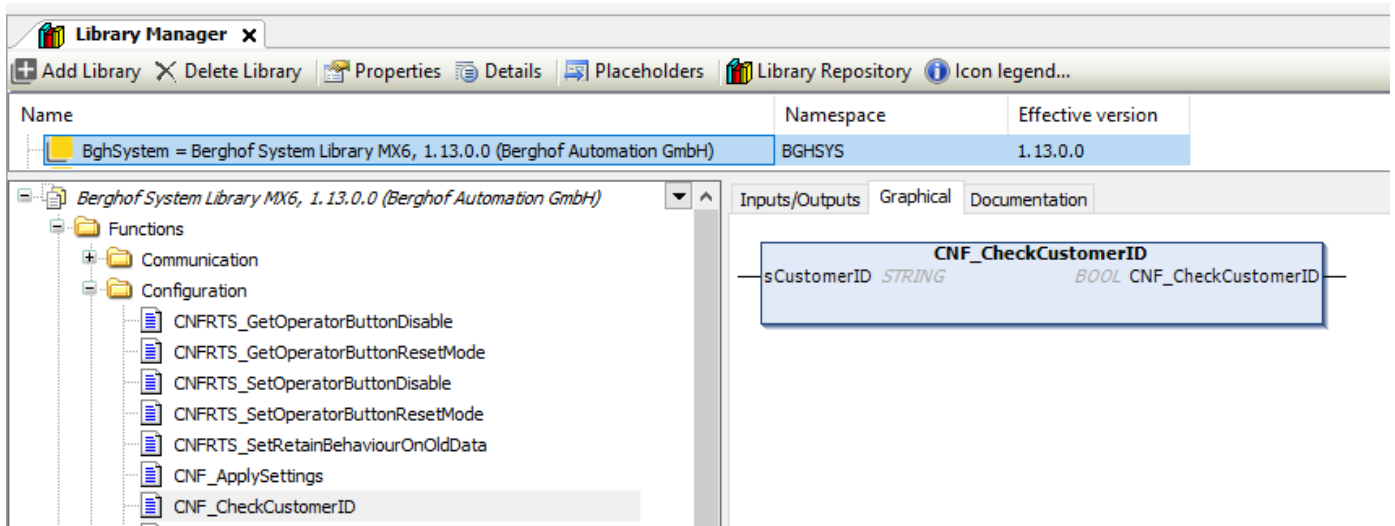 Library Manager x
Add Library Delete Library Properties Details Placeholders Library Repository Icon legend...
Name Namespace Effective version
BghSystem = Berghof System Library MX6, 1.13.0.0 (Berghof Automation GmbH) BGHSYS 1.13.0.0
Berghof System Library MX6, 1.13.0.0 (Berghof Automation GmbH)
Functions
Communication
Configuration
CNFRTS_GetOperatorButtonDisable
CNFRTS_GetOperatorButtonResetMode
CNFRTS_SetOperatorButtonDisable
CNFRTS_SetOperatorButtonResetMode
CNFRTS_SetRetainBehaviourOnOldData
CNF_ApplySettings
CNF_CheckCustomerID
Inputs/Outputs Graphical Documentation
CNF_CheckCustomerID
sCustomerID STRING BOOL CNF_CheckCustomerID